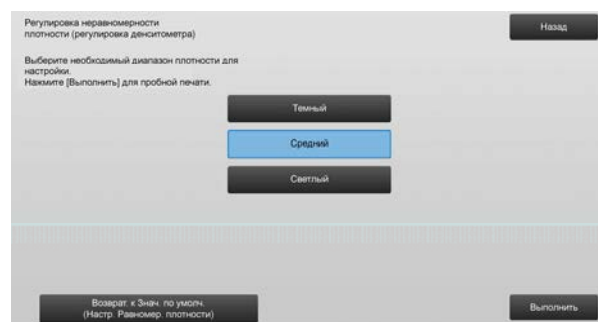 Регулировка неравномерности
плотности (регулировка денситометра)
Назад
Выберите необходимый диапазон плотности для
настройки.
Нажмите [Выполнить] для пробной печати.
Темный
Средний
Светлый
Возврат. к Знач. по умолч.
(Настр. Равномер. плотности)
Выполнить